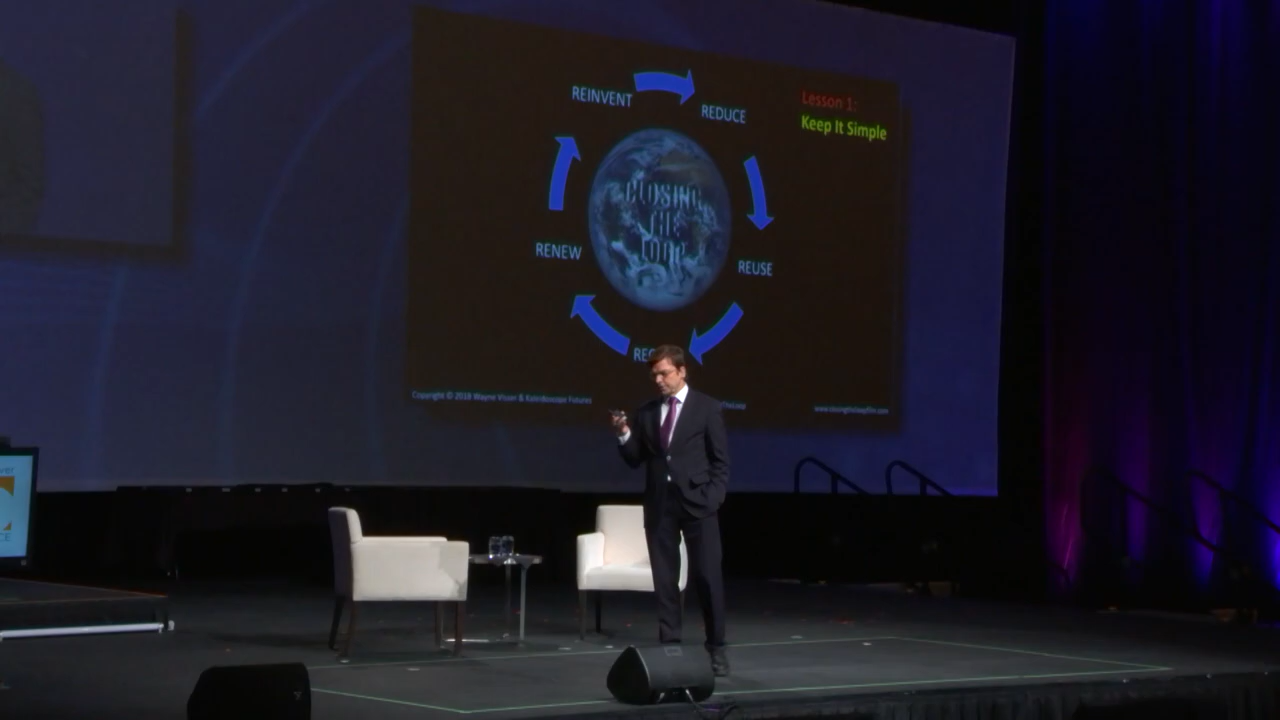 Lesson 1:
Keep It Simple
REINVENT
REDUCE
REUSE
RENEW
CLOSING
THE
LOOP
Copyright © 2018 Wayne Visser & Kaleidoscope Futures
www.closingtheloopfilm.com